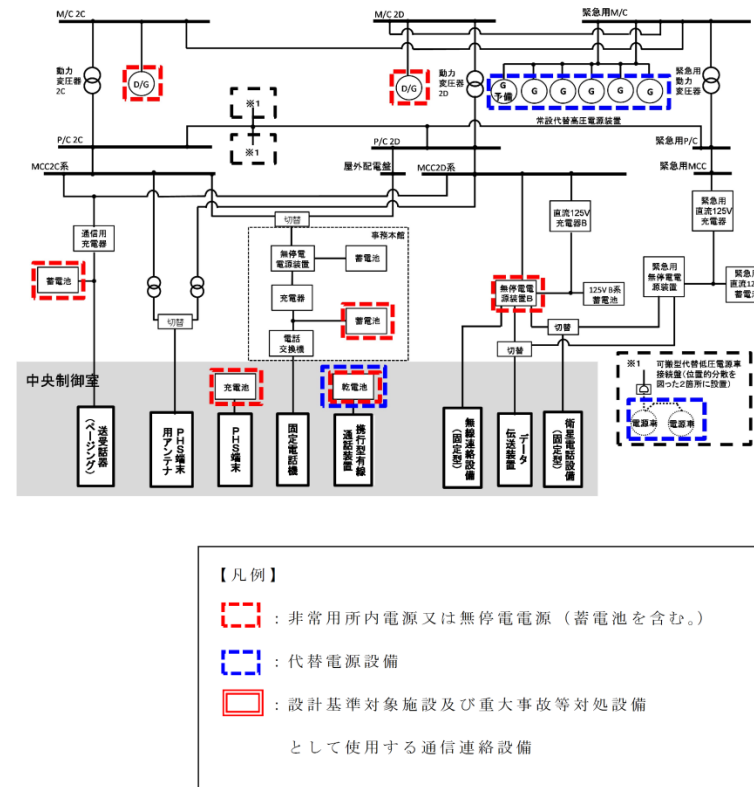 M/C 2C
M/C 2D
緊急用M/C
動力
変圧器
2C
D/G
動力
変圧器
2D
D/G
G
予備
G
G
G
G
G
緊急用
動力
変圧器
※1
※1
常設代替高圧電源装置
P/C 2C
P/C 2D
緊急用P/C
MCC2C系
屋外配電盤
MCC2D系
緊急用MCC
通信用
充電器
蓄電池
切替
切替
事務本館
無停電
電源装置
蓄電池
充電器
蓄電池
電話
交換機
直流125V
充電器B
無停電電
源装置B
125V B系
蓄電池
切替
切替
緊急用
直流125V
充電器
緊急用
無停電電
源装置
緊急
直流12
蓄電
中央制御室
充電池
乾電池
送受話器
(ページング)
PHS端末
用アンテナ
PHS端末
固定電話機
携行型有線
通話装置
無線連絡設備
(固定型)
データ
伝送装置
衛星電話設備
(固定型)
※1
可搬型代替低圧電源車
接続盤(位置的分散を
図った2箇所に設置)
電源車
電源車
【凡例】
:非常用所内電源又は無停電電源(蓄電池を含む。)
:代替電源設備
:設計基準対象施設及び重大事故等対処設備
として使用する通信連絡設備